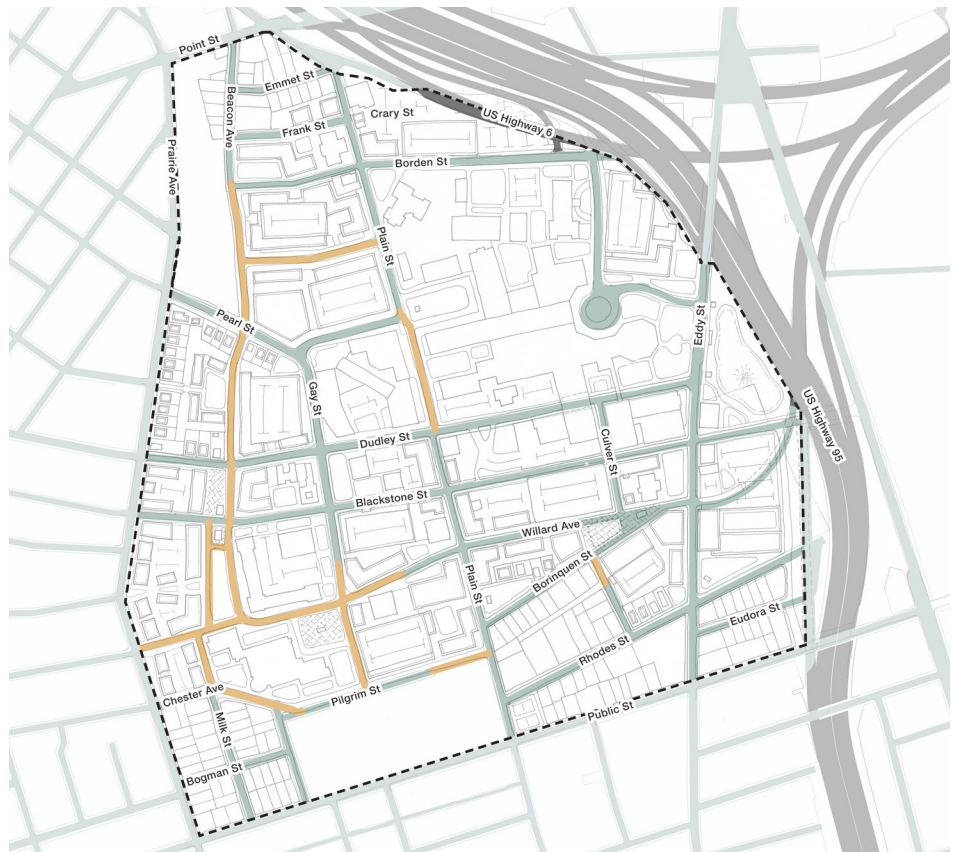 Point St
Emmet St
Beacon Ave
Crary St
US Highway 6
Frank St
Prairie Ave
Borden St
Plain St
Pearl St
Eddy St
Gay St
US Highway 95
Dudley St
Culver St
Blackstone St
Willard Ave
Plain St
Borinquen St
Eudora St
Rhodes St
Chester Ave
Pilgrim St
Milk St
Public St
Bogman St